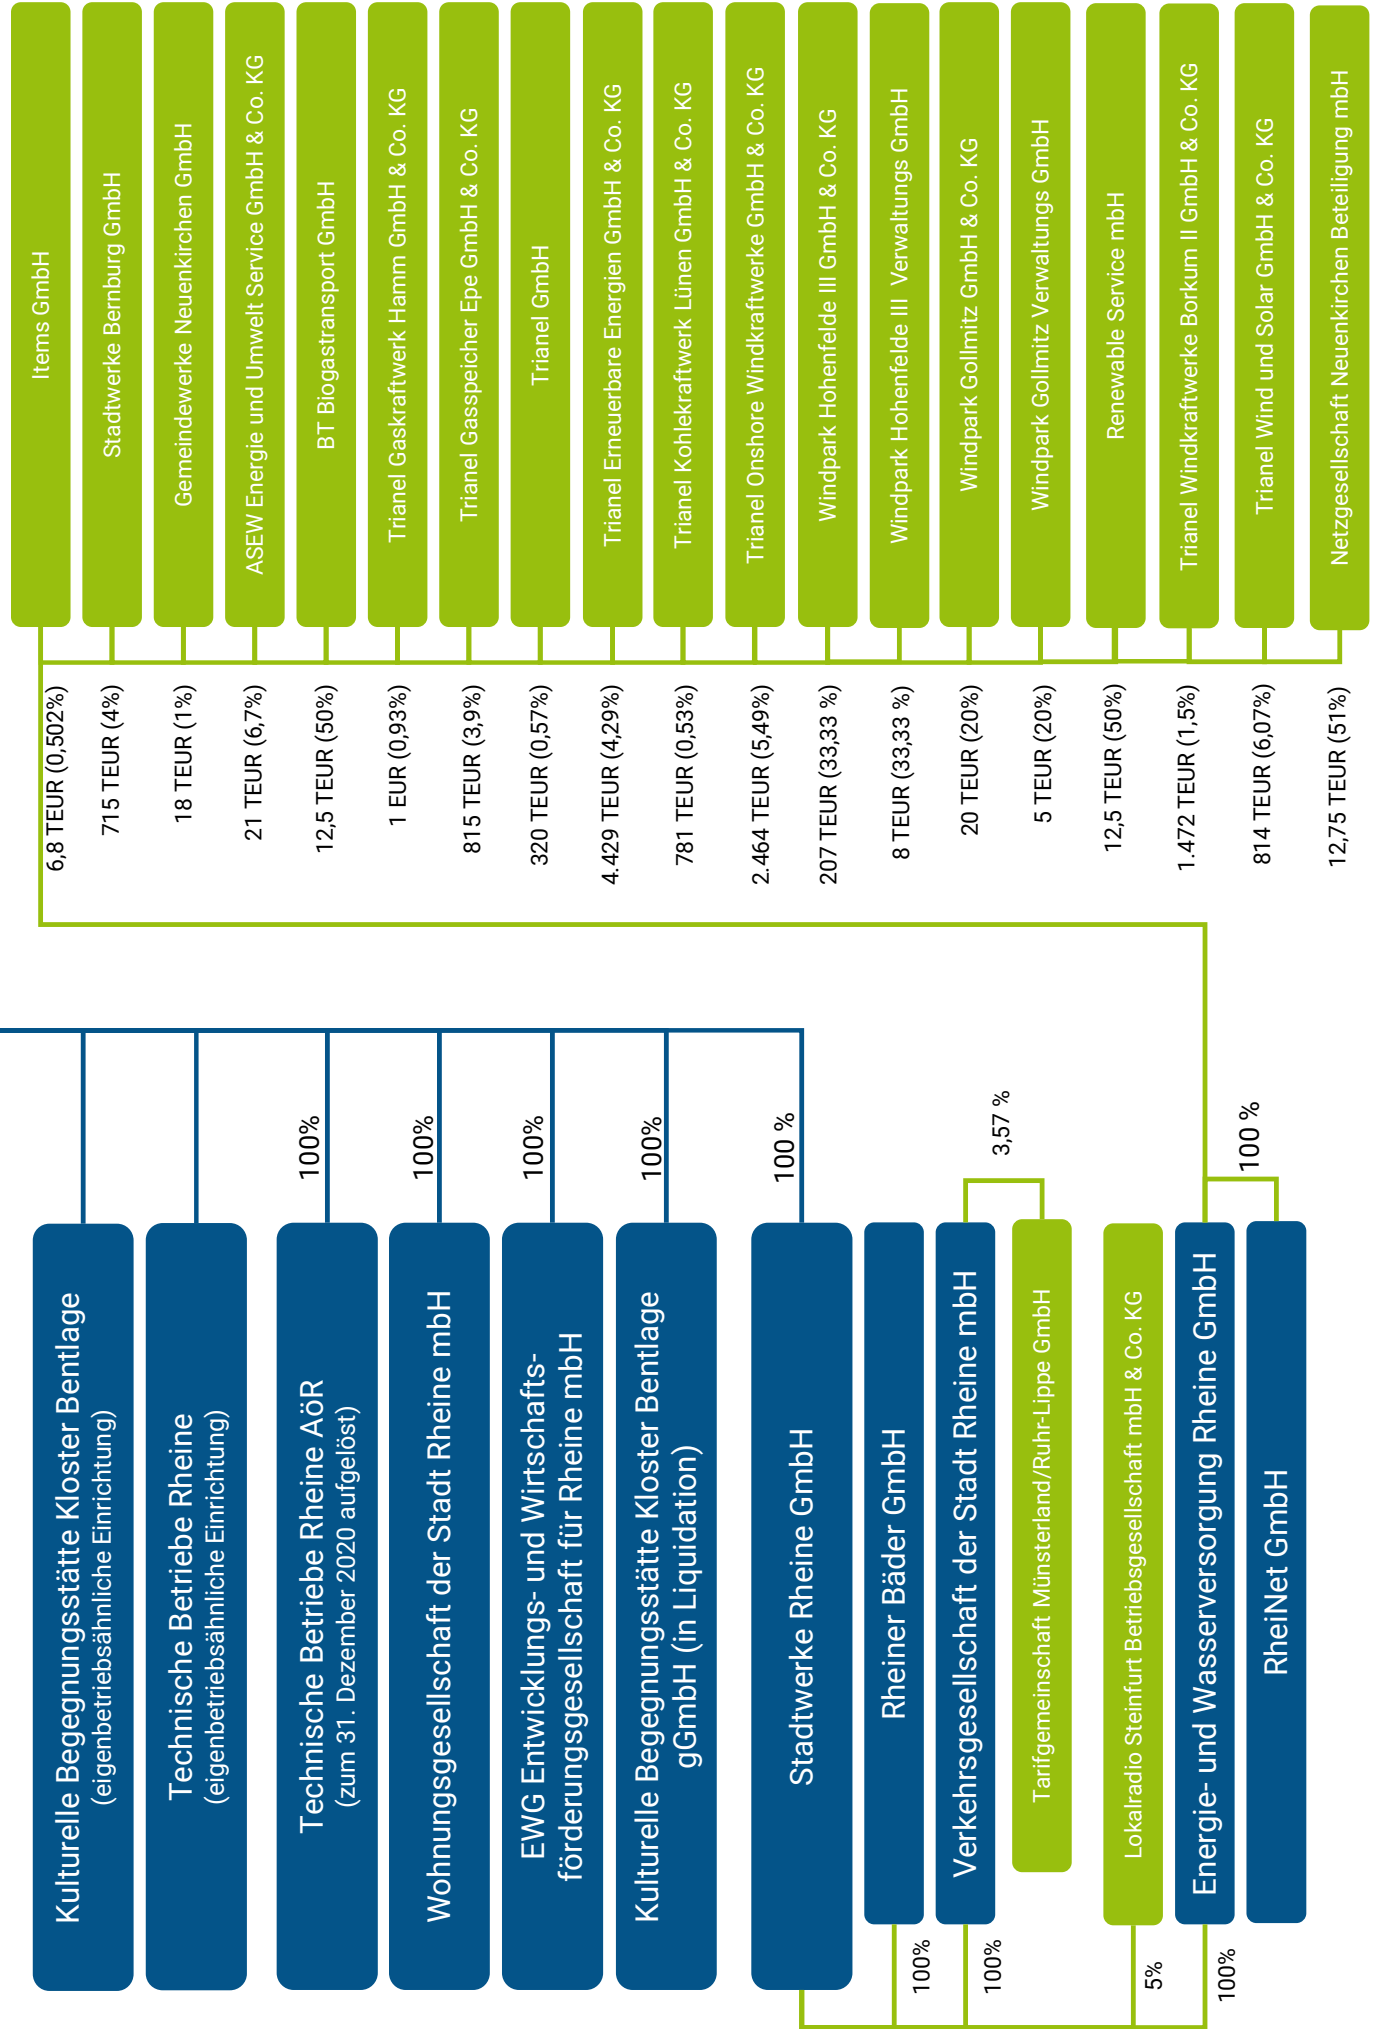 Kulturelle Begegnungsstätte Kloster Bentlage
(eigenbetriebsähnliche Einrichtung)
Technische Betriebe Rheine
(eigenbetriebsähnliche Einrichtung)
Technische Betriebe Rheine AöR
(zum 31. Dezember 2020 aufgelöst)
100%
Wohnungsgesellschaft der Stadt Rheine mbH
100%
EWG Entwicklungs- und Wirtschafts-
förderungsgesellschaft für Rheine mbH
100%
Kulturelle Begegnungsstätte Kloster Bentlage
gGmbH (in Liquidation)
100%
Stadtwerke Rheine GmbH
100 %
Rheiner Bäder GmbH
100%
Verkehrsgesellschaft der Stadt Rheine mbH
100%
3,57 %
Tarifgemeinschaft Münsterland/Ruhr-Lippe GmbH
Lokalradio Steinfurt Betriebsgesellschaft mbH & Co. KG
5%
Energie- und Wasserversorgung Rheine GmbH
100%
100 %
RheiNet GmbH
6,8 TEUR (0,502%)
Items GmbH
715 TEUR (4%)
Stadtwerke Bernburg GmbH
18 TEUR (1%)
Gemeindewerke Neuenkirchen GmbH
21 TEUR (6,7%)
ASEW Energie und Umwelt Service GmbH & Co. KG
12,5 TEUR (50%)
BT Biogastransport GmbH
1 EUR (0,93%)
Trianel Gaskraftwerk Hamm GmbH & Co. KG
815 TEUR (3,9%)
Trianel Gasspeicher Epe GmbH & Co. KG
320 TEUR (0,57%)
Trianel GmbH
4.429 TEUR (4,29%)
Trianel Erneuerbare Energien GmbH & Co. KG
781 TEUR (0,53%)
Trianel Kohlekraftwerk Lünen GmbH & Co. KG
2.464 TEUR (5,49%)
Trianel Onshore Windkraftwerke GmbH & Co. KG
207 TEUR (33,33 %)
Windpark Hohenfelde III GmbH & Co. KG
8 TEUR (33,33 %)
Windpark Hohenfelde III Verwaltungs GmbH
20 TEUR (20%)
Windpark Gollmitz GmbH & Co. KG
5 TEUR (20%)
Windpark Gollmitz Verwaltungs GmbH
12,5 TEUR (50%)
Renewable Service mbH
1.472 TEUR (1,5%)
Trianel Windkraftwerke Borkum II GmbH & Co. KG
814 TEUR (6,07%)
Trianel Wind und Solar GmbH & Co. KG
12,75 TEUR (51%)
Netzgesellschaft Neuenkirchen Beteiligung mbH